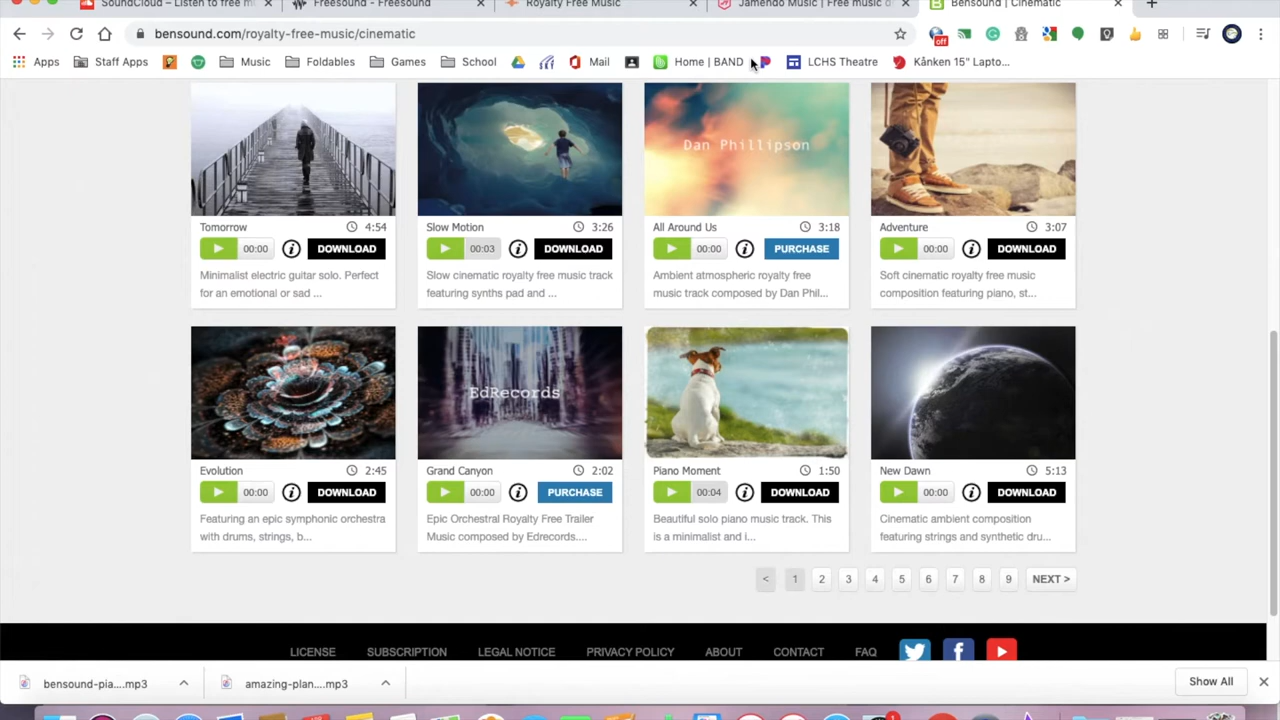 SoundCloud – Listen to free m
Freesound - Freesound
Royalty Free Music
Jamendo Music | Free music do
Bensound | Cinematic
bensound.com/royalty-free-music/cinematic
off
Apps
Staff Apps
Music
Foldables
Games
School
Mail
Home | BAND
LCHS Theatre
Kånken 15" Lapto...
Dan Phillipson
Tomorrow 4:54
Slow Motion 3:26
All Around Us 3:18
Adventure 3:07
00:00 i DOWNLOAD
00:03 i DOWNLOAD
00:00 i PURCHASE
00:00 i DOWNLOAD
Minimalist electric guitar solo. Perfect
for an emotional or sad ...
Slow cinematic royalty free music track
featuring synths pad and ...
Ambient atmospheric royalty free
music track composed by Dan Phil...
Soft cinematic royalty free music
composition featuring piano, st...
EdRecords
Evolution 2:45
Grand Canyon 2:02
Piano Moment 1:50
New Dawn 5:13
00:00 i DOWNLOAD
00:00 i PURCHASE
00:04 i DOWNLOAD
00:00 i DOWNLOAD
Featuring an epic symphonic orchestra
with drums, strings, b...
Epic Orchestral Royalty Free Trailer
Music composed by Edrecords....
Beautiful solo piano music track. This
is a minimalist and i...
Cinematic ambient composition
featuring strings and synthetic dru...
< 1 2 3 4 5 6 7 8 9 NEXT >
LICENSE SUBSCRIPTION LEGAL NOTICE PRIVACY POLICY ABOUT CONTACT FAQ
bensound-pia....mp3
amazing-plan....mp3
Show All